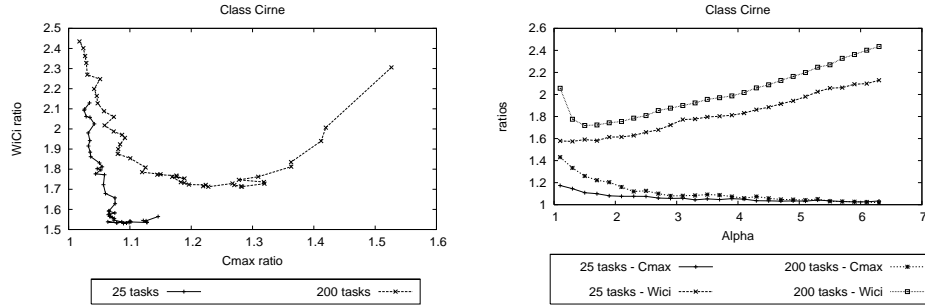 Class Cirne
2.5
2.4
2.3
2.2
2.1
2
1.9
1.8
1.7
1.6
1.5
WiCi ratio
1 1.1 1.2 1.3 1.4 1.5 1.6
Cmax ratio
25 tasks 200 tasks
Class Cirne
2.6
2.4
2.2
2
1.8
1.6
1.4
1.2
1
ratios
1 2 3 4 5 6 7
Alpha
25 tasks - Cmax 200 tasks - Cmax
25 tasks - Wici 200 tasks - Wici